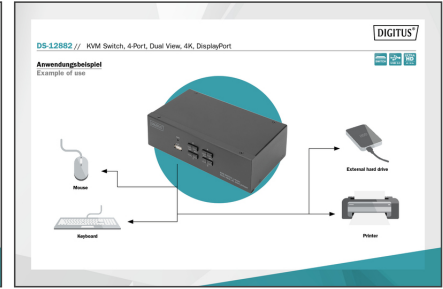 DIGITUS®
DS-12882 // KVM Switch, 4-Port, Dual View, 4K, DisplayPort
Anwendungsbeispiel
Example of use
HD
External hard drive
Mouse
Keyboard
Printer